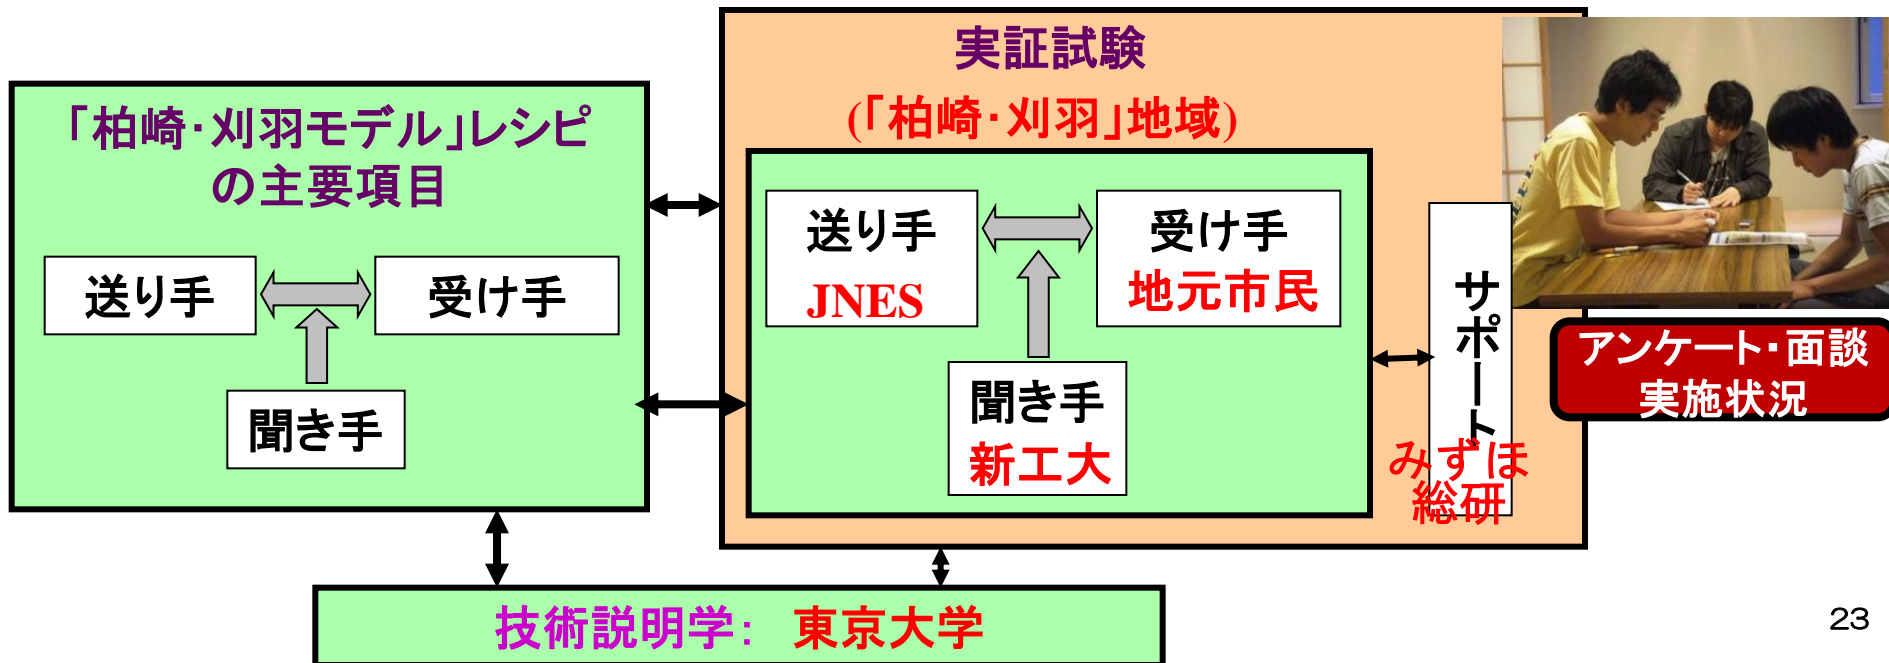 「柏崎・刈羽モデル」レシピ
の主要項目
送り手
受け手
聞き手
実証試験
(「柏崎・刈羽」地域)
送り手
JNES
受け手
地元市民
聞き手
新工大
サポート
みずほ
総研
アンケート・面談
実施状況
技術説明学： 東京大学
23